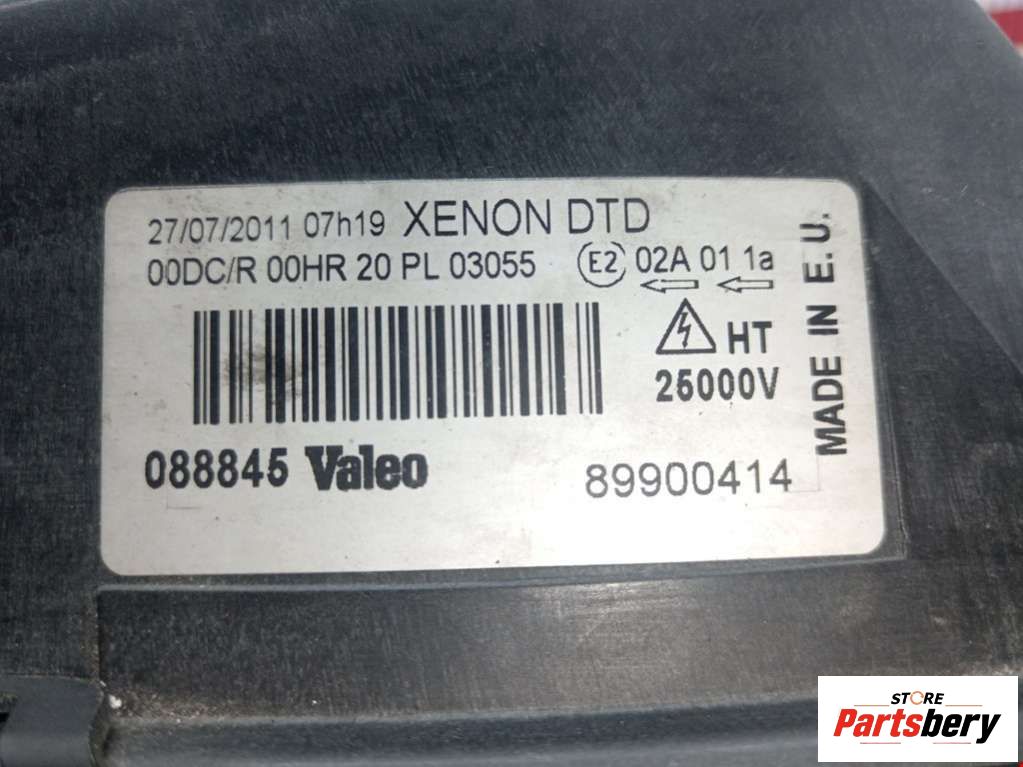 27/07/2011 07h19 XENON DTD
00DC/R 00HR 20 PL 03055 E2 02A 01 1a
HT
25000V
MADE IN E.U.
088845 Valeo
89900414
STORE
Partsbery